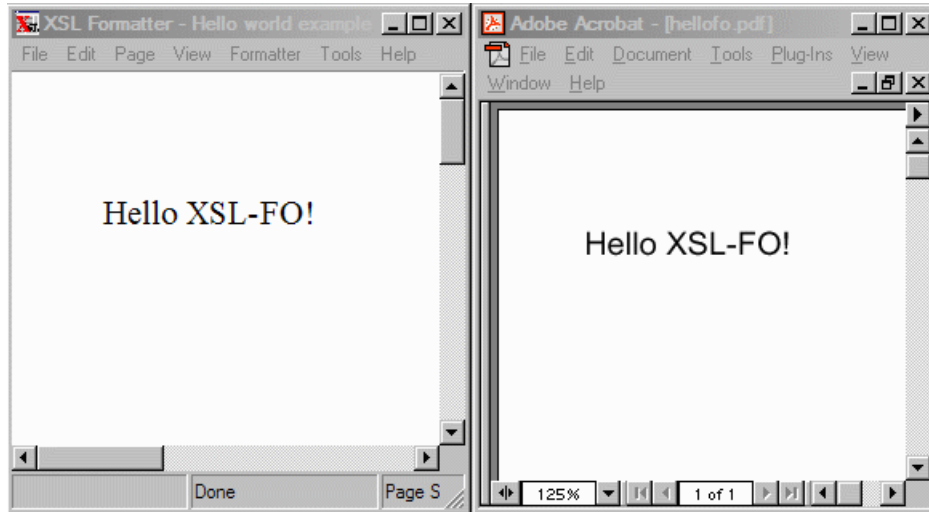 XSL Formatter - Hello world example
File Edit Page View Formatter Tools Help
Hello XSL-FO!
Done Page S
Adobe Acrobat - [hellofo.pdf]
File Edit Document Tools Plug-Ins View
Window Help
Hello XSL-FO!
125% 1 of 1